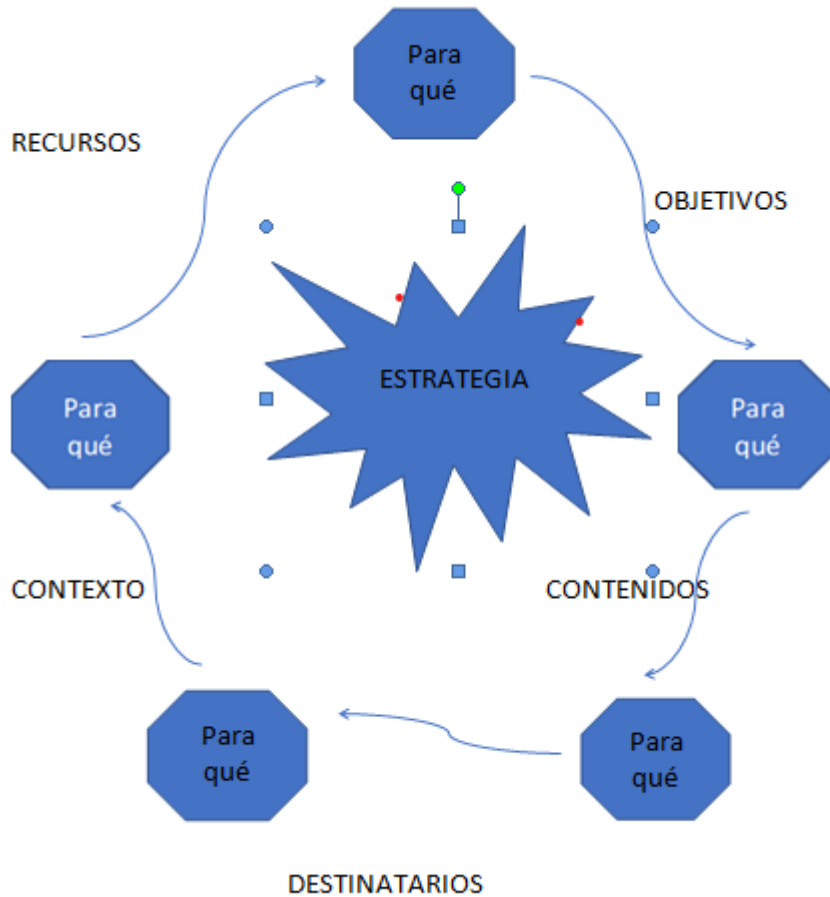 Para
qué
RECURSOS
OBJETIVOS
ESTRATEGIA
Para
qué
Para
qué
CONTEXTO
CONTENIDOS
Para
qué
Para
qué
DESTINATARIOS